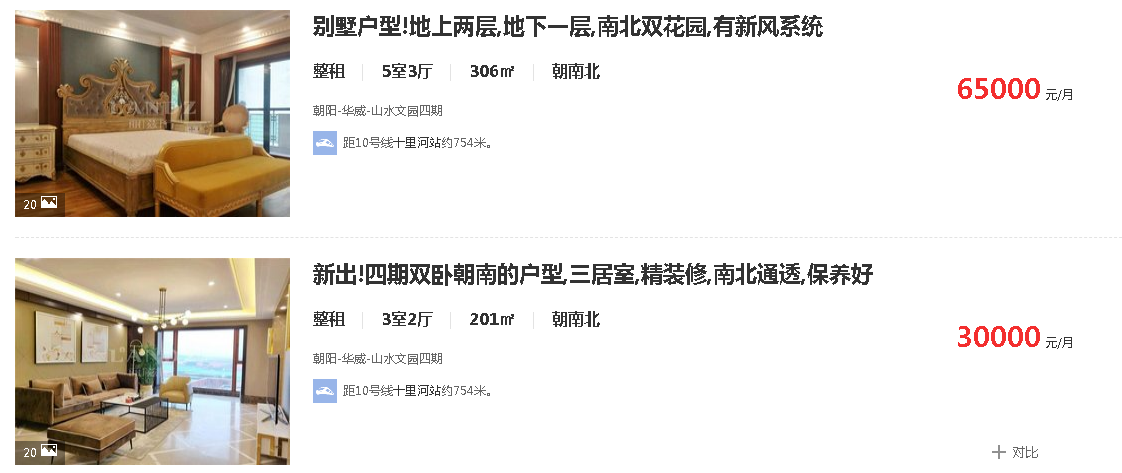 别墅户型!地上两层,地下一层,南北双花园,有新风系统
整租 5室3厅 306㎡ 朝南北
65000 元/月
朝阳-华威-山水文园四期
距10号线十里河站约754米。
20
新出!四期双卧朝南的户型,三居室,精装修,南北通透,保养好
整租 3室2厅 201㎡ 朝南北
30000 元/月
朝阳-华威-山水文园四期
距10号线十里河站约754米。
20
对比